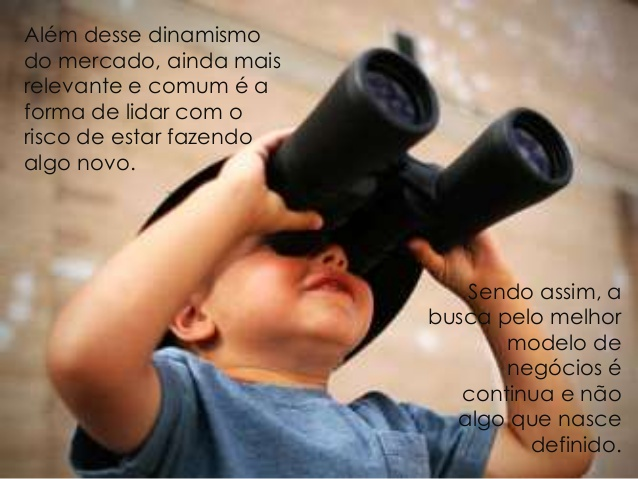 Além desse dinamismo
do mercado, ainda mais
relevante e comum é a
forma de lidar com o
risco de estar fazendo
algo novo.
Sendo assim, a
busca pelo melhor
modelo de
negócios é
continua e não
algo que nasce
definido.